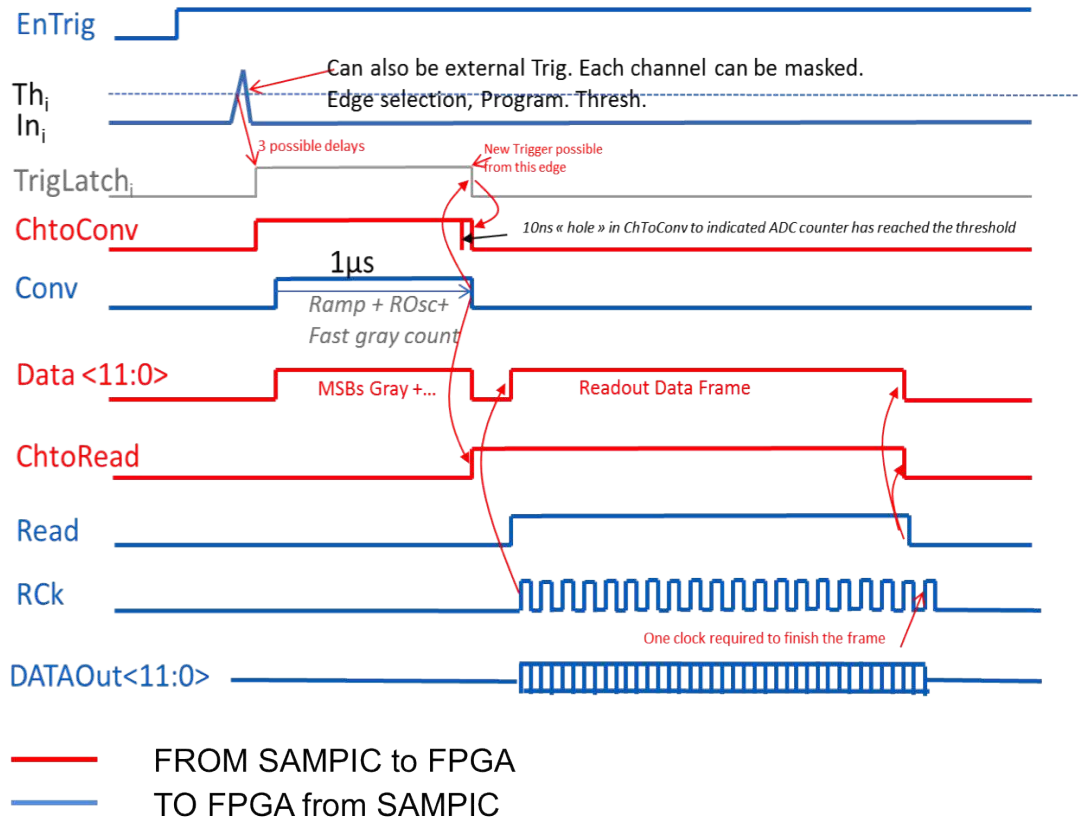 EnTrig
Can also be external Trig. Each channel can be masked.
Th_i
Edge selection, Program. Thresh.
In_i
3 possible delays
New Trigger possible
from this edge
TrigLatch_i
ChtoConv
10ns « hole » in ChToConv to indicated ADC counter has reached the threshold
1µs
Conv
Ramp + ROsc+
Fast gray count
Data <11:0>
MSBs Gray +...
Readout Data Frame
ChtoRead
Read
RCk
One clock required to finish the frame
DATAOut<11:0>
FROM SAMPIC to FPGA
TO FPGA from SAMPIC